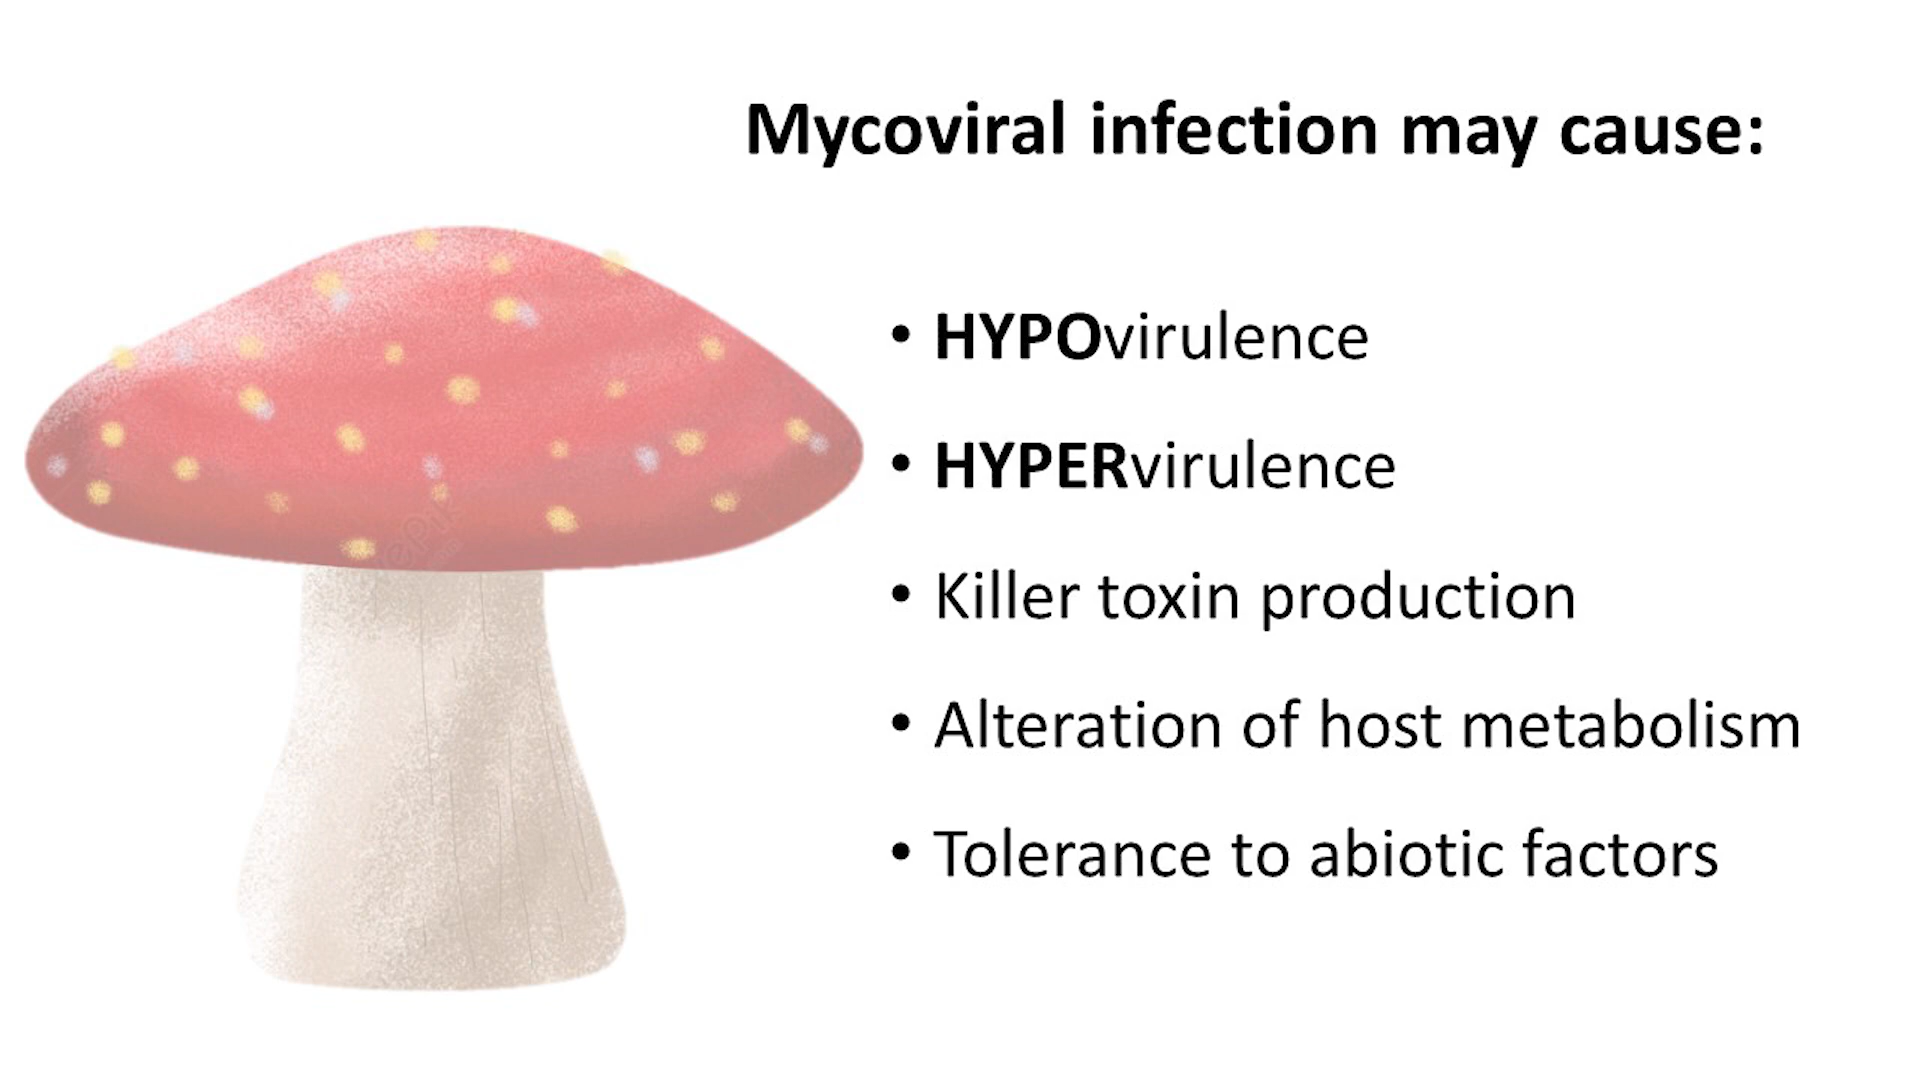 Mycoviral infection may cause:
• HYPOvirulence
• HYPERvirulence
• Killer toxin production
• Alteration of host metabolism
• Tolerance to abiotic factors